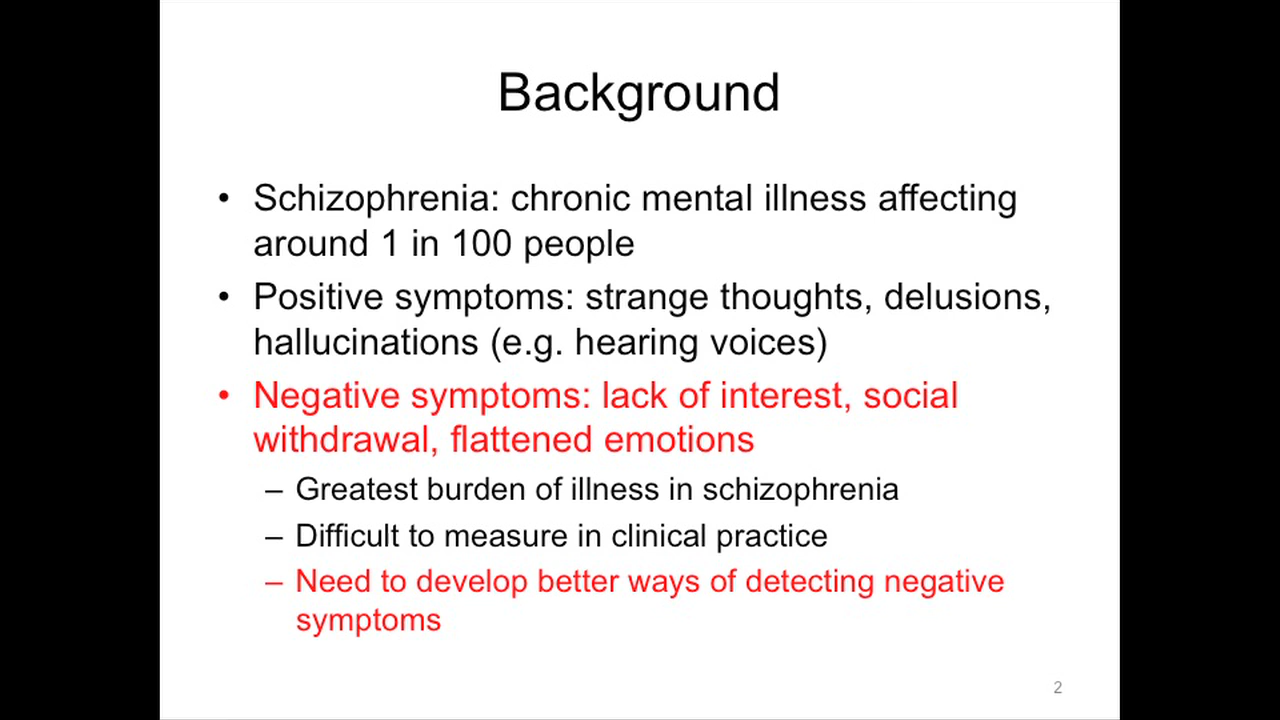 Background
• Schizophrenia: chronic mental illness affecting
around 1 in 100 people
• Positive symptoms: strange thoughts, delusions,
hallucinations (e.g. hearing voices)
• Negative symptoms: lack of interest, social
withdrawal, flattened emotions
– Greatest burden of illness in schizophrenia
– Difficult to measure in clinical practice
– Need to develop better ways of detecting negative
symptoms
2